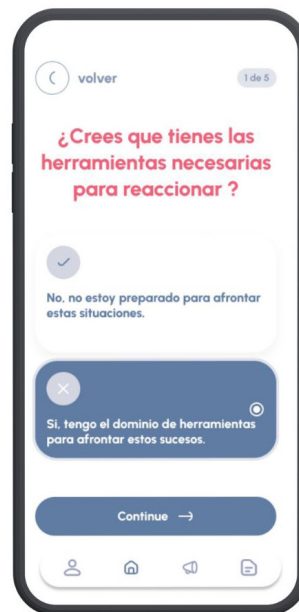 volver
1 de 5
¿Crees que tienes las
herramientas necesarias
para reaccionar ?
No, no estoy preparado para afrontar
estas situaciones.
Si, tengo el dominio de herramientas
para afrontar estos sucesos.
Continue →